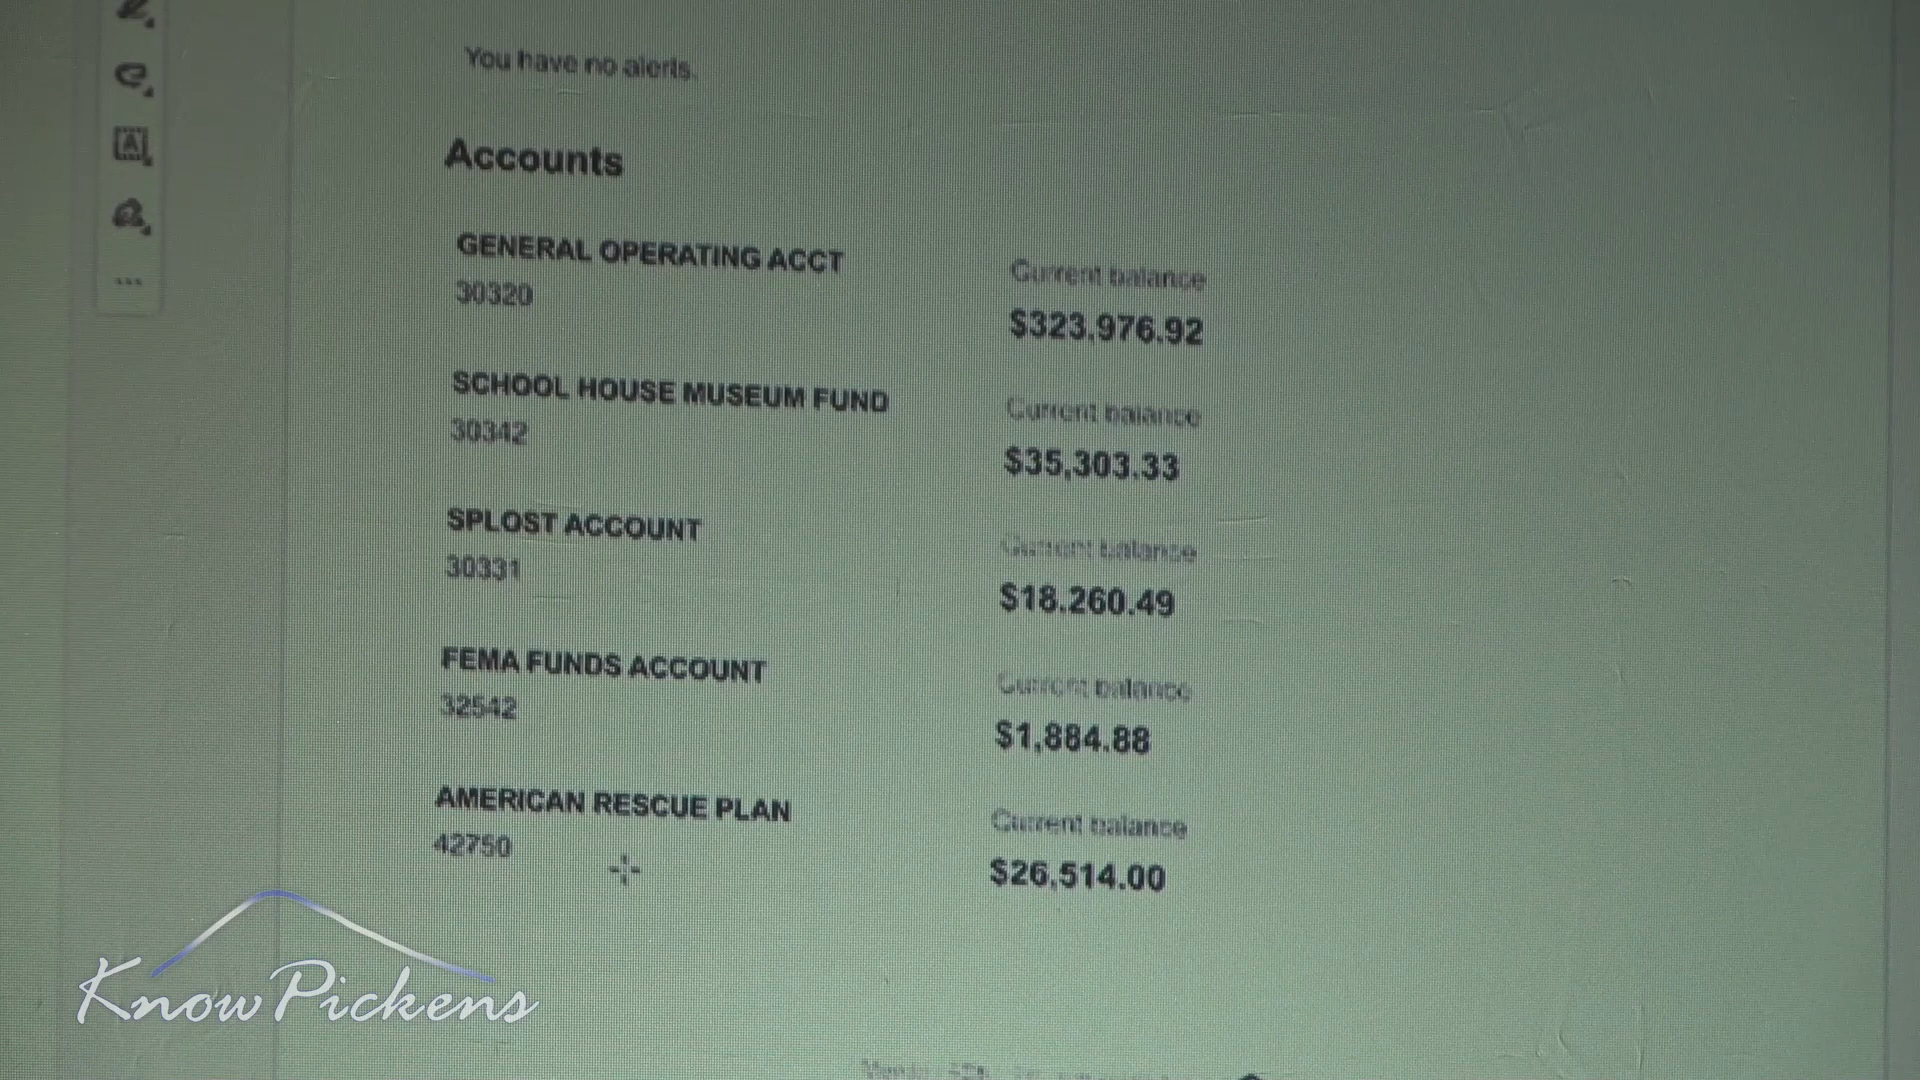 You have no alerts.
Accounts
GENERAL OPERATING ACCT
30320
Current balance
$323,976.92
SCHOOL HOUSE MUSEUM FUND
30342
Current balance
$35,303.33
SPLOST ACCOUNT
30331
Current balance
$18.260.49
FEMA FUNDS ACCOUNT
32542
Current balance
$1,884.88
AMERICAN RESCUE PLAN
42750
Current balance
$26,514.00
KnowPickens